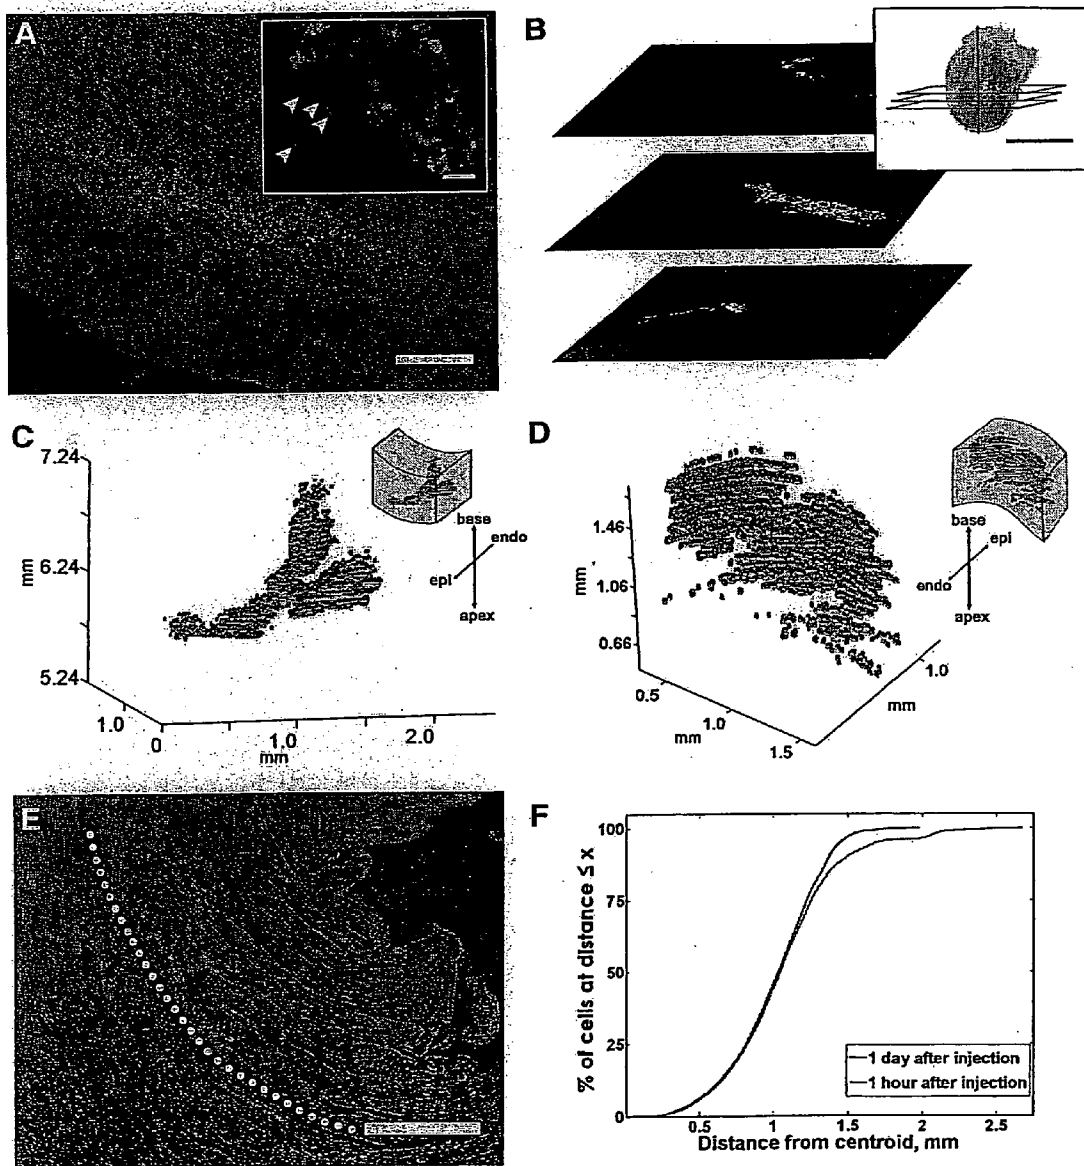 A
B
C
7.24
6.24
5.24
mm
1.0
0
1.0
2.0
mm
base
endo
epi
apex
D
1.46
1.06
0.66
mm
0.5
1.0
1.5
mm
1.0
mm
base
epi
endo
apex
E
F
100
75
50
25
0
% of cells at distance ≤ x
0.5
1.0
1.5
2.0
2.5
Distance from centroid, mm
1 day after injection
1 hour after injection